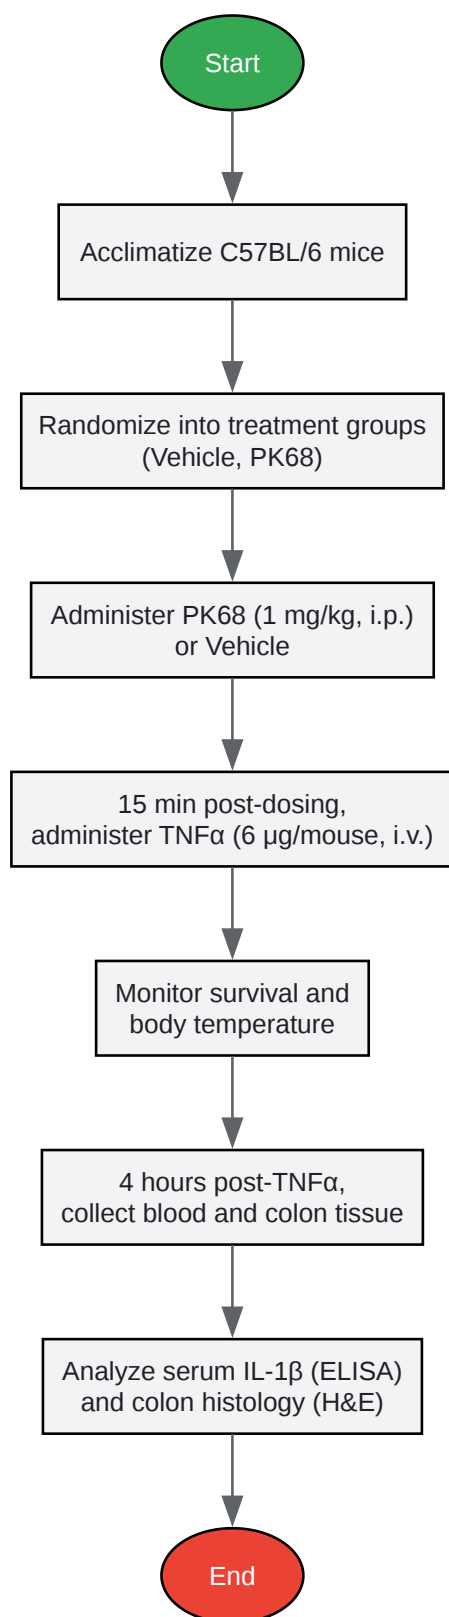 Start
Acclimatize C57BL/6 mice
Randomize into treatment groups
(Vehicle, PK68)
Administer PK68 (1 mg/kg, i.p.)
or Vehicle
15 min post-dosing,
administer TNFα (6 μg/mouse, i.v.)
Monitor survival and
body temperature
4 hours post-TNFα,
collect blood and colon tissue
Analyze serum IL-1β (ELISA)
and colon histology (H&E)
End